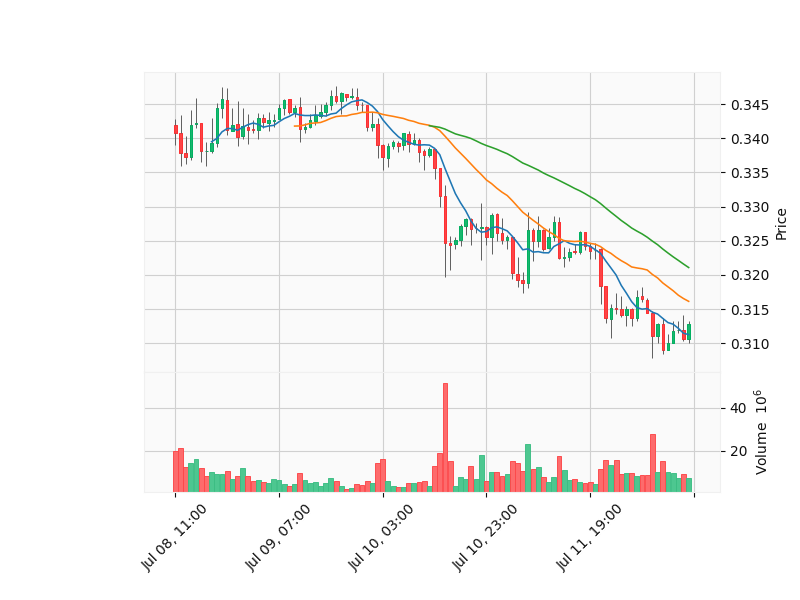 0.345
0.340
0.335
0.330
0.325
0.320
0.315
0.310
Price
40
20
Volume 10^6
Jul 08, 11:00
Jul 09, 07:00
Jul 10, 03:00
Jul 10, 23:00
Jul 11, 19:00